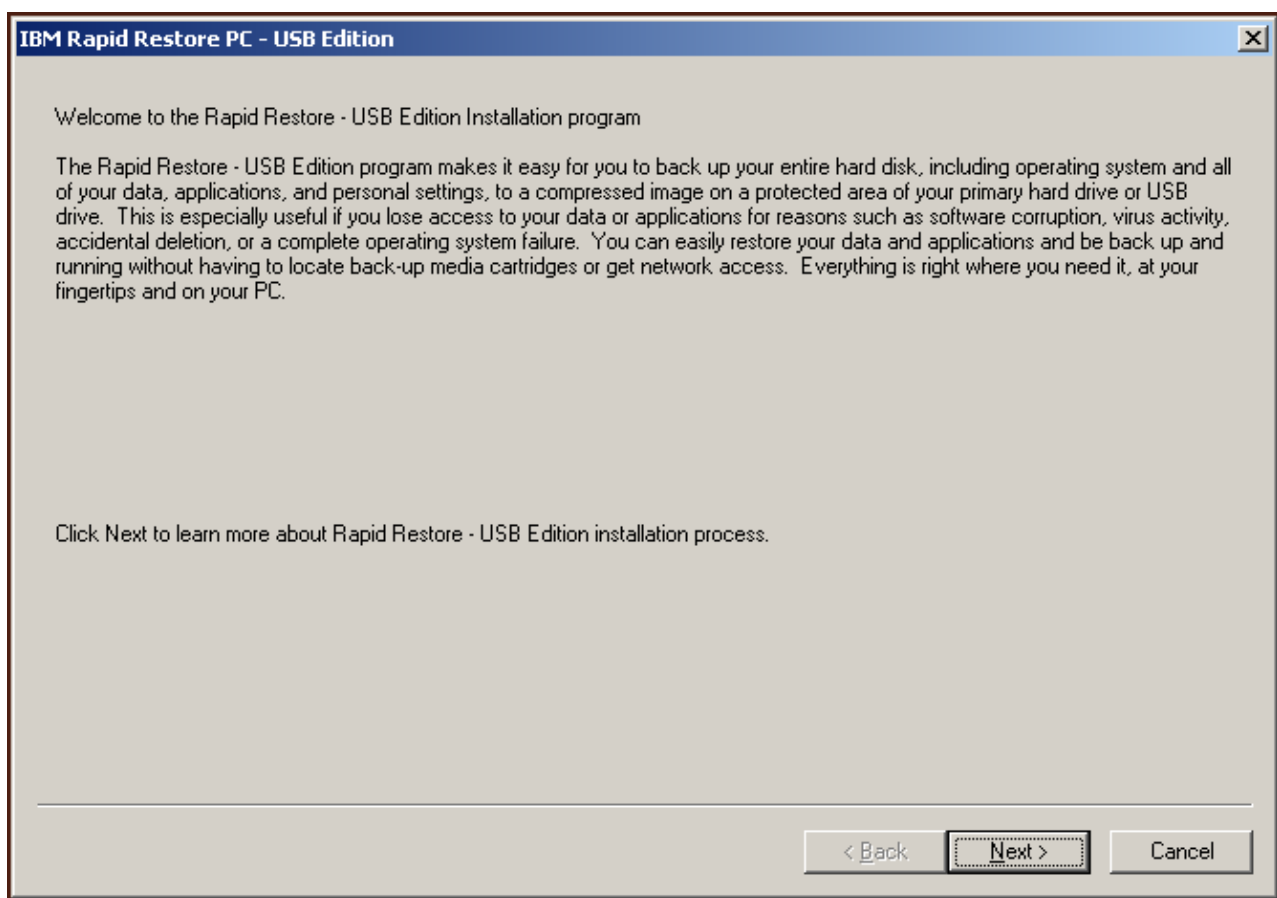 IBM Rapid Restore PC - USB Edition
Welcome to the Rapid Restore - USB Edition Installation program
The Rapid Restore - USB Edition program makes it easy for you to back up your entire hard disk, including operating system and all
of your data, applications, and personal settings, to a compressed image on a protected area of your primary hard drive or USB
drive.  This is especially useful if you lose access to your data or applications for reasons such as software corruption, virus activity,
accidental deletion, or a complete operating system failure.  You can easily restore your data and applications and be back up and
running without having to locate back-up media cartridges or get network access.  Everything is right where you need it, at your
fingertips and on your PC.
Click Next to learn more about Rapid Restore - USB Edition installation process.
< Back Next > Cancel